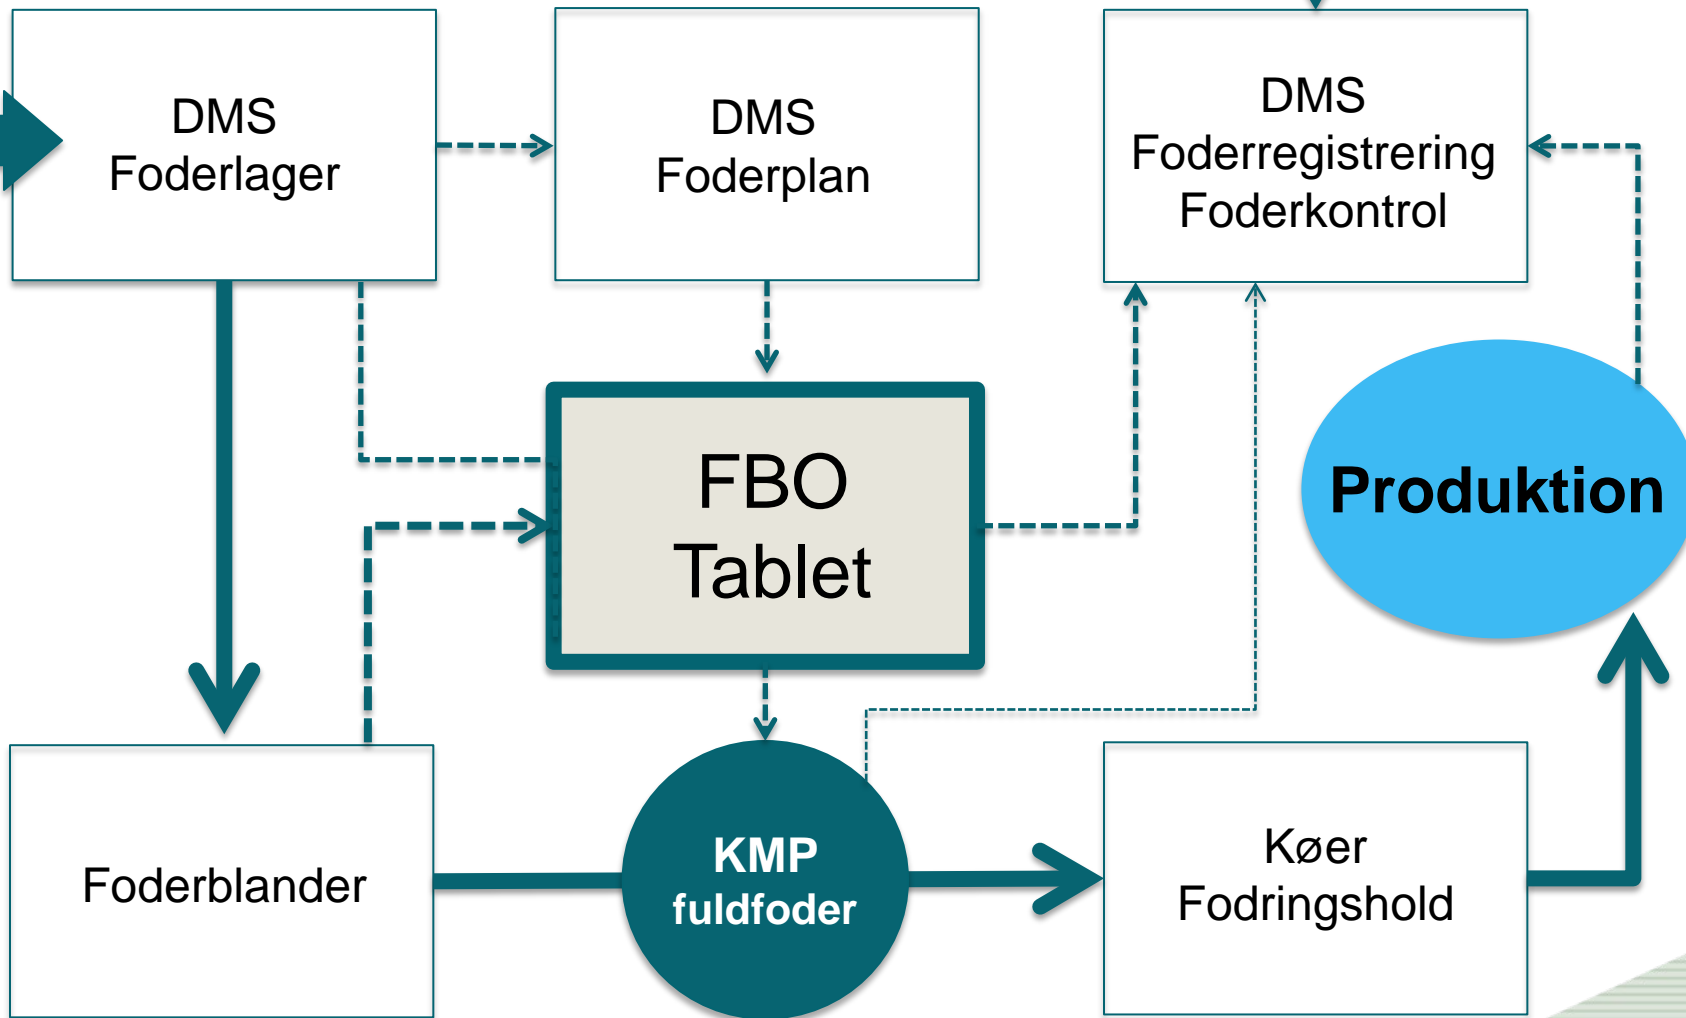 DMS
Foderlager
DMS
Foderplan
DMS
Foderregistrering
Foderkontrol
FBO
Tablet
Produktion
Foderblander
KMP
fuldfoder
Køer
Fodringshold